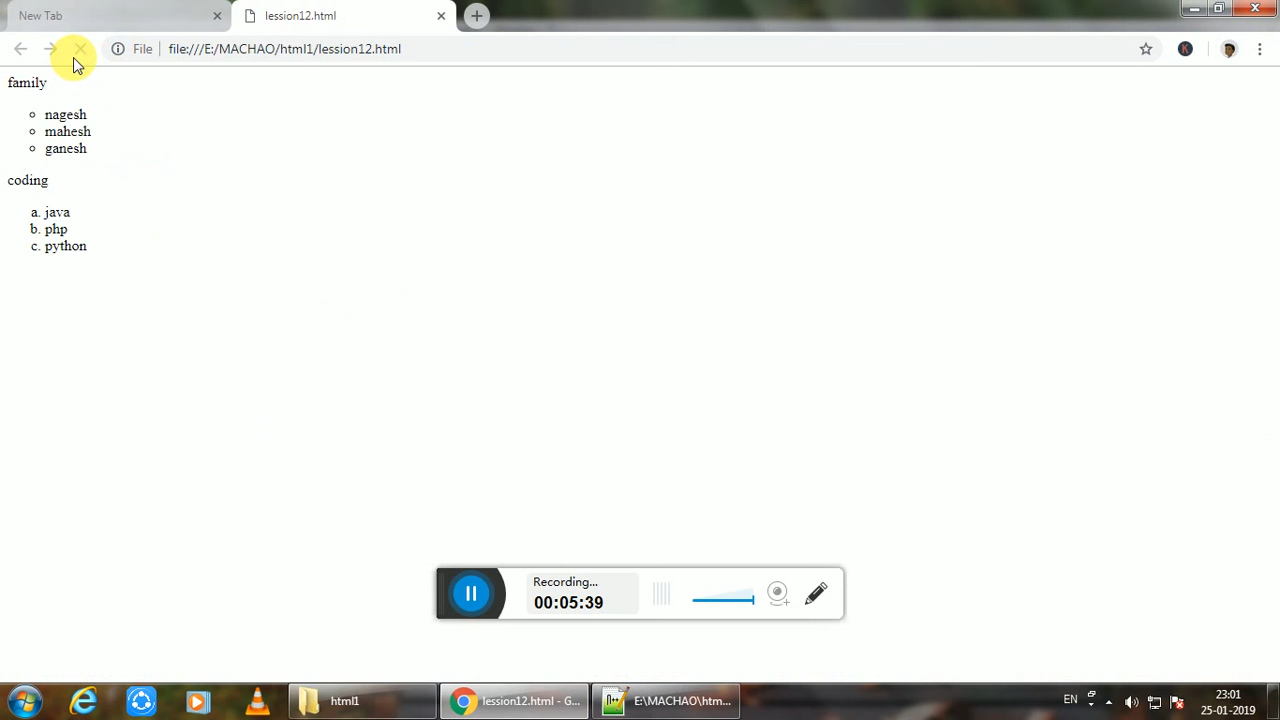 New Tab
lession12.html
File
file:///E:/MACHAO/html1/lession12.html
family
nagesh
mahesh
ganesh
coding
a. java
b. php
c. python
Recording...
00:05:39
html1
lession12.html - G...
E:\MACHAO\htm...
EN
23:01
25-01-2019